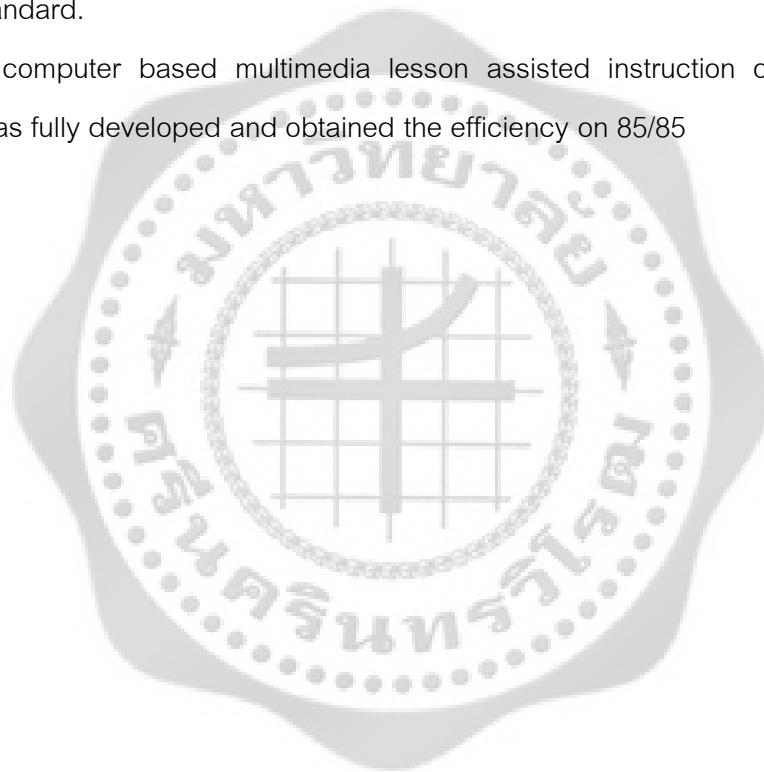 andard.
computer based multimedia lesson assisted instruction
as fully developed and obtained the efficiency on 85/85
มหาวิทยาลัย
ศรีนครินทรวิโรฒ